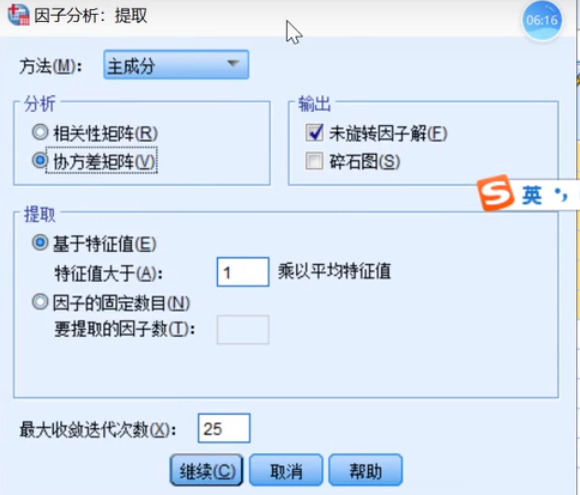 因子分析：提取
06:16
方法(M)： 主成分
分析
相关性矩阵(R)
协方差矩阵(V)
输出
未旋转因子解(F)
碎石图(S)
英
提取
基于特征值(E)
特征值大于(A)： 1 乘以平均特征值
因子的固定数目(N)
要提取的因子数(T)：
最大收敛迭代次数(X)： 25
继续(C) 取消 帮助